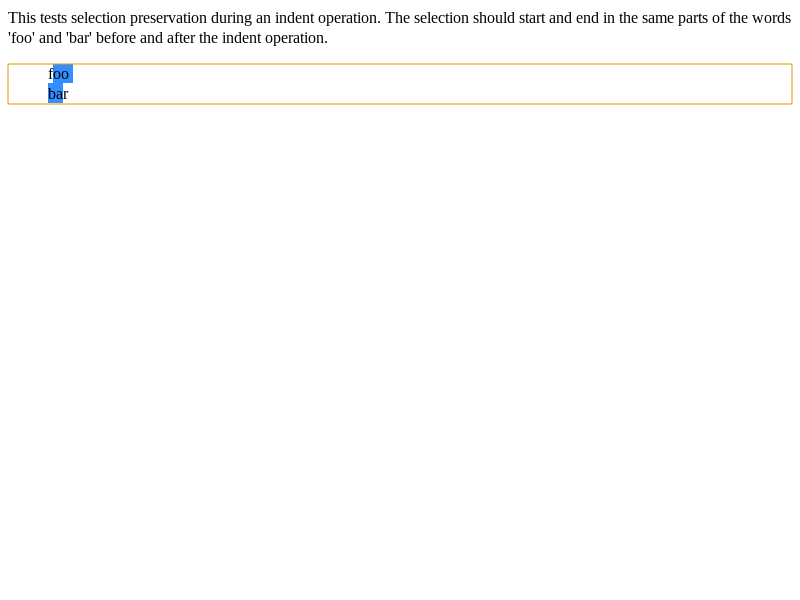 This tests selection preservation during an indent operation. The selection should start and end in the same parts of the words
'foo' and 'bar' before and after the indent operation.
foo
bar